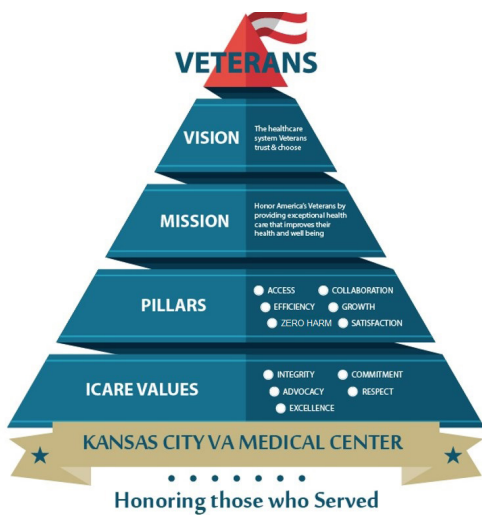 VETERANS
VISION
The healthcare
system Veterans
trust & choose
MISSION
Honor America's Veterans by
providing exceptional health
care that improves their
health and well being
PILLARS
ACCESS COLLABORATION
EFFICIENCY GROWTH
ZERO HARM SATISFACTION
ICARE VALUES
INTEGRITY COMMITMENT
ADVOCACY RESPECT
EXCELLENCE
KANSAS CITY VA MEDICAL CENTER
Honoring those who Served